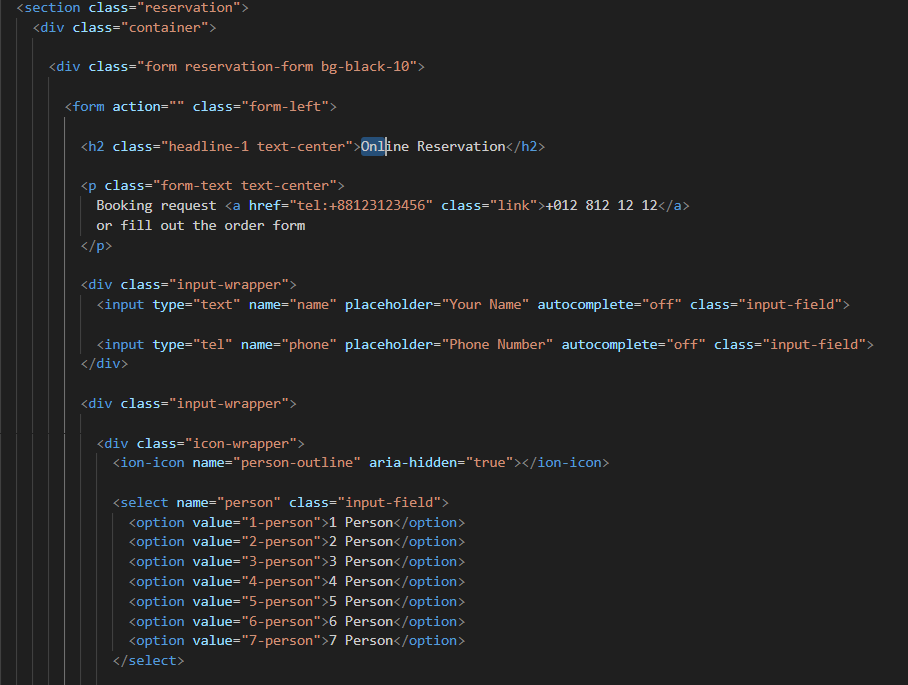 <section class="reservation">
<div class="container">
<div class="form reservation-form bg-black-10">
<form action="" class="form-left">
<h2 class="headline-1 text-center">Online Reservation</h2>
<p class="form-text text-center">
Booking request <a href="tel:+88123123456" class="link">+012 812 12 12</a>
or fill out the order form
</p>
<div class="input-wrapper">
<input type="text" name="name" placeholder="Your Name" autocomplete="off" class="input-field">
<input type="tel" name="phone" placeholder="Phone Number" autocomplete="off" class="input-field">
</div>
<div class="input-wrapper">
<div class="icon-wrapper">
<ion-icon name="person-outline" aria-hidden="true"></ion-icon>
<select name="person" class="input-field">
<option value="1-person">1 Person</option>
<option value="2-person">2 Person</option>
<option value="3-person">3 Person</option>
<option value="4-person">4 Person</option>
<option value="5-person">5 Person</option>
<option value="6-person">6 Person</option>
<option value="7-person">7 Person</option>
</select>